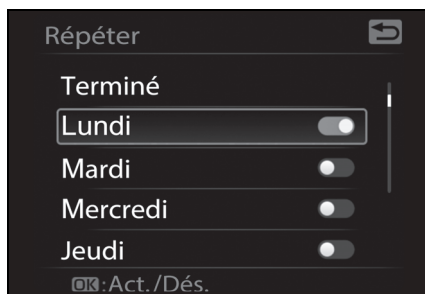 Répéter
Terminé
Lundi
Mardi
Mercredi
Jeudi
OK:Act./Dés.